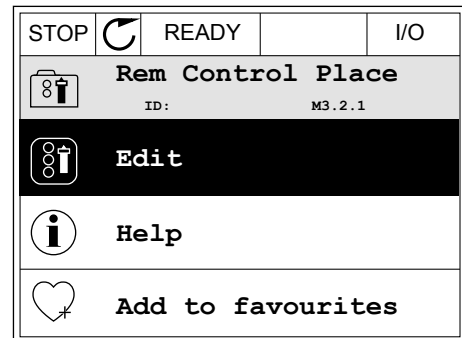 STOP READY I/O
Rem Control Place
ID: M3.2.1
Edit
Help
Add to favourites